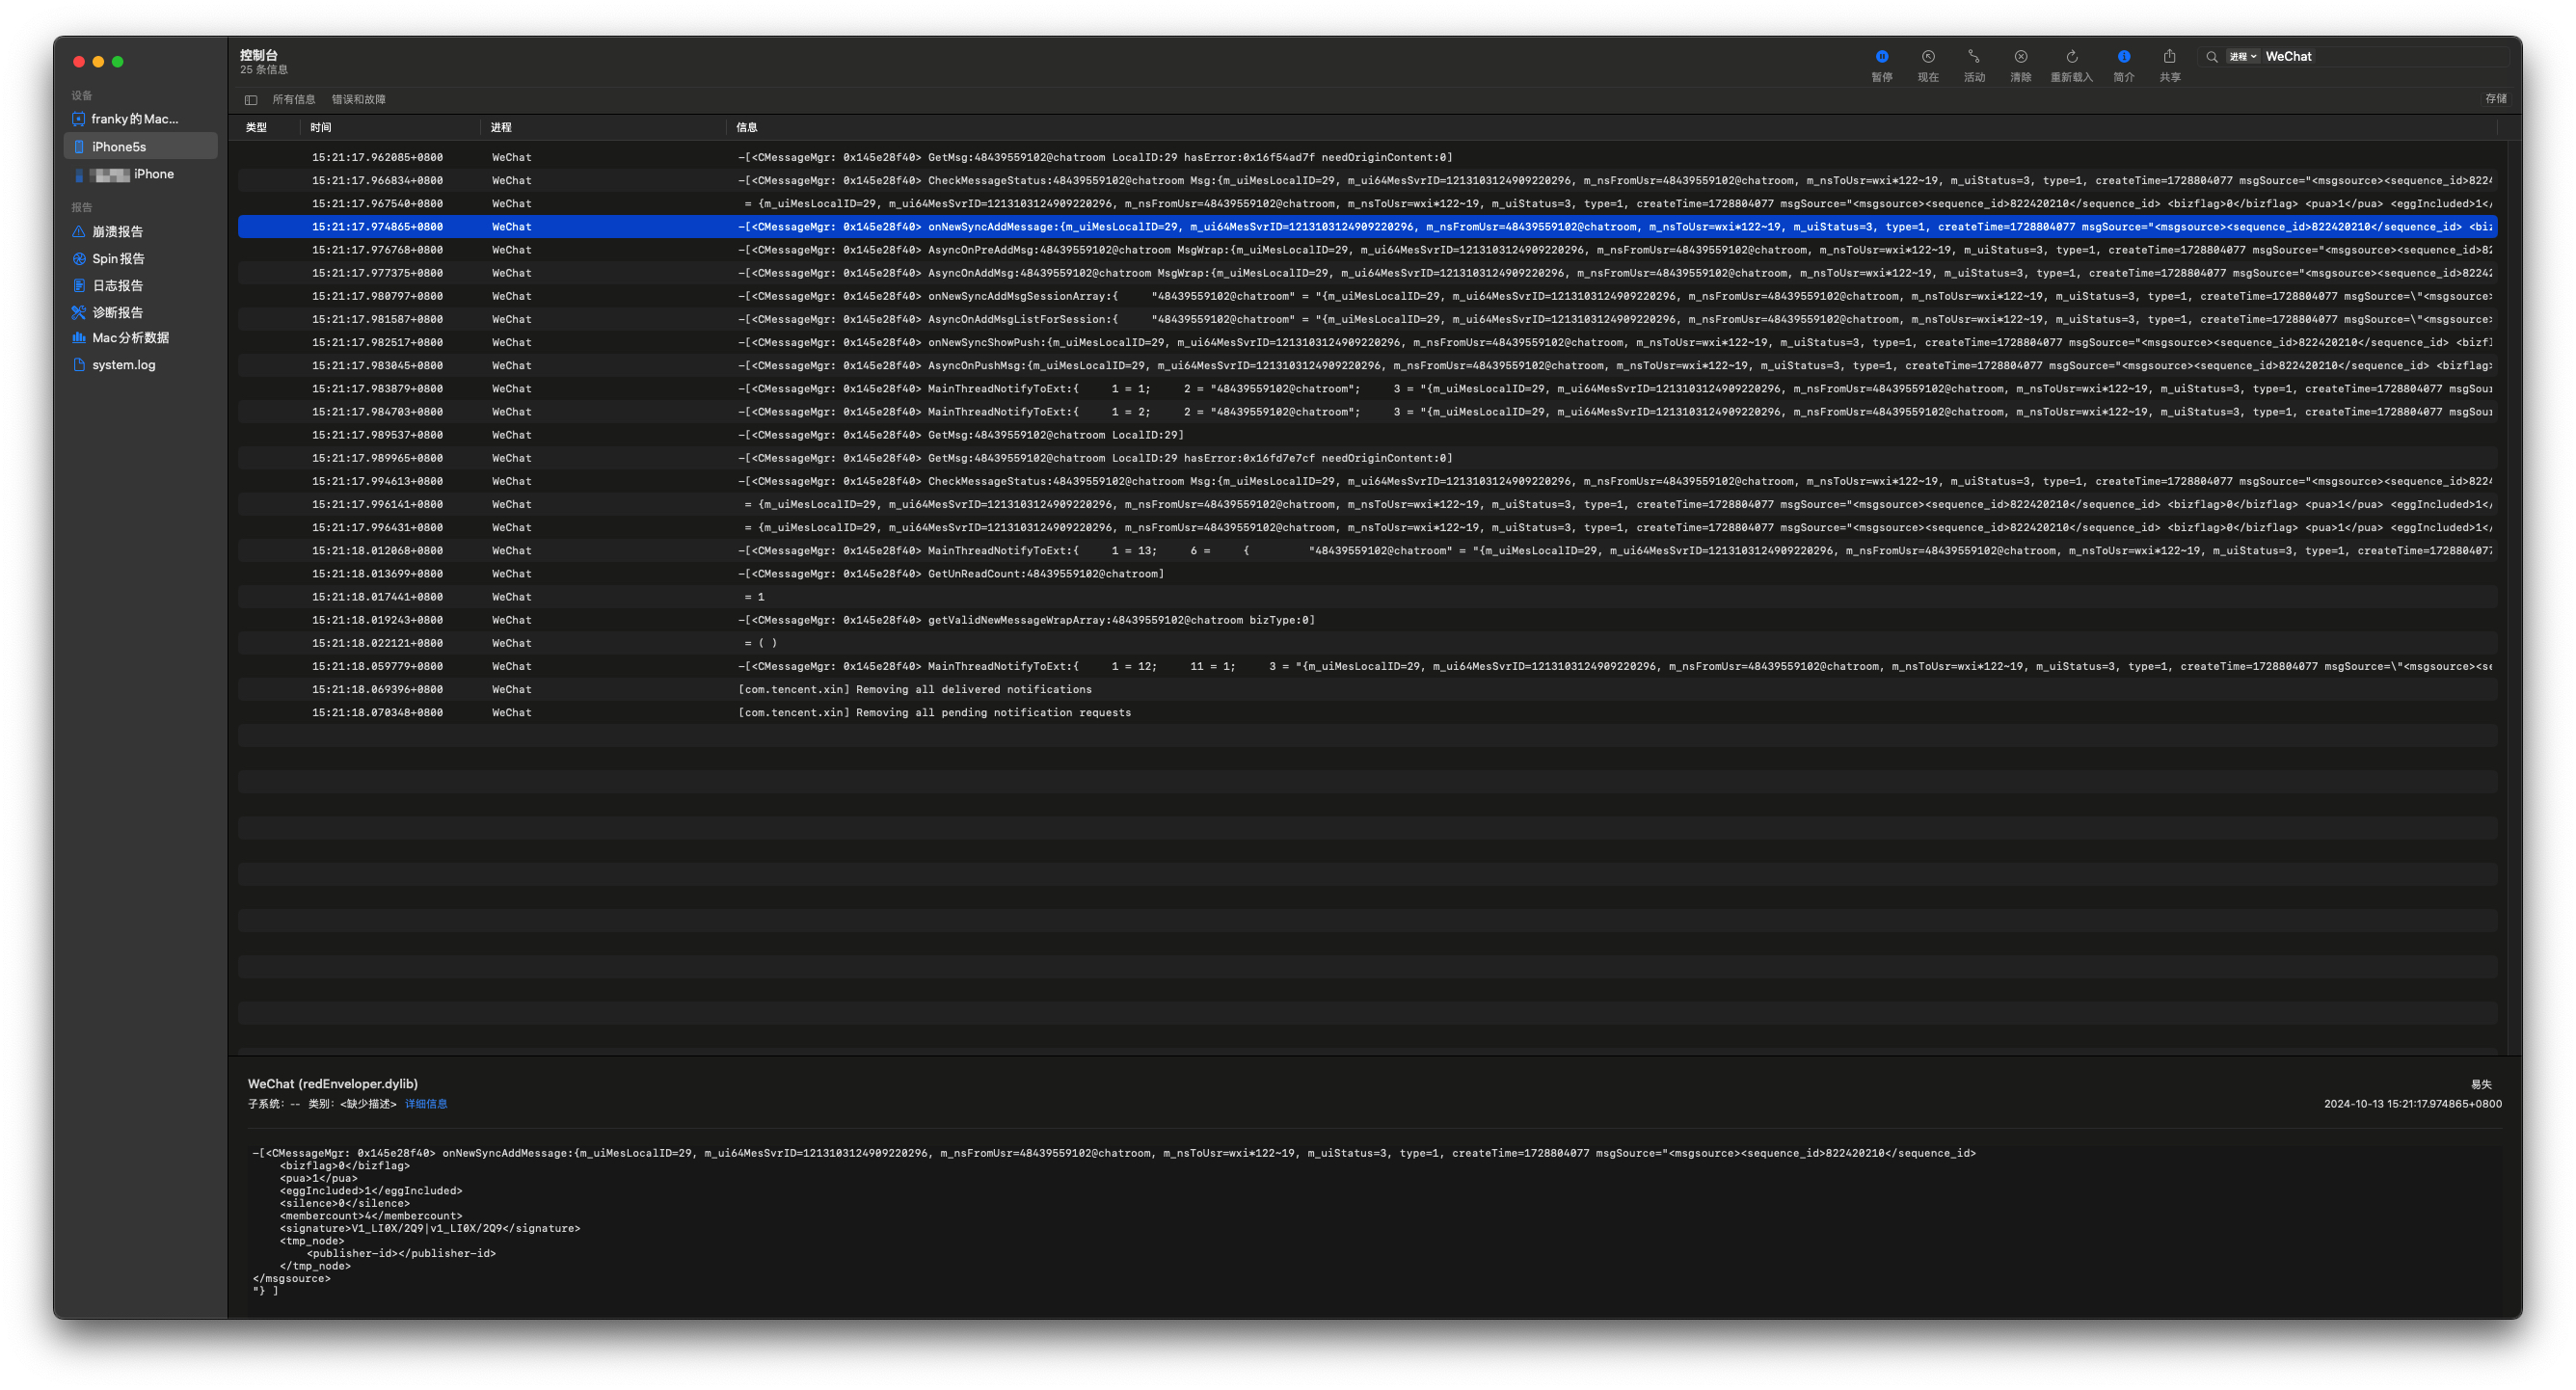 控制台
25 条信息
暂停
现在
活动
清除
重新载入
简介
共享
进程
WeChat
所有信息
错误和故障
存储
设备
franky的Mac...
iPhone5s
iPhone
报告
崩溃报告
Spin 报告
日志报告
诊断报告
Mac分析数据
system.log
类型 时间 进程 信息
15:21:17.962085+0800 WeChat -[<CMessageMgr: 0x145e28f40> GetMsg:48439559102@chatroom LocalID:29 hasError:0x16f54ad7f needOriginContent:0]
15:21:17.966834+0800 WeChat -[<CMessageMgr: 0x145e28f40> CheckMessageStatus:48439559102@chatroom Msg:{m_uiMesLocalID=29, m_ui64MesSvrID=1213103124909220296, m_nsFromUsr=48439559102@chatroom, m_nsToUsr=wxi*122~19, m_uiStatus=3, type=1, createTime=1728804077 msgSource="<msgsource><sequence_id>8224
15:21:17.967540+0800 WeChat = {m_uiMesLocalID=29, m_ui64MesSvrID=1213103124909220296, m_nsFromUsr=48439559102@chatroom, m_nsToUsr=wxi*122~19, m_uiStatus=3, type=1, createTime=1728804077 msgSource="<msgsource><sequence_id>822420210</sequence_id> <bizflag>0</bizflag> <pua>1</pua> <eggIncluded>1</
15:21:17.974865+0800 WeChat -[<CMessageMgr: 0x145e28f40> onNewSyncAddMessage:{m_uiMesLocalID=29, m_ui64MesSvrID=1213103124909220296, m_nsFromUsr=48439559102@chatroom, m_nsToUsr=wxi*122~19, m_uiStatus=3, type=1, createTime=1728804077 msgSource="<msgsource><sequence_id>822420210</sequence_id> <biz
15:21:17.976768+0800 WeChat -[<CMessageMgr: 0x145e28f40> AsyncOnPreAddMsg:48439559102@chatroom MsgWrap:{m_uiMesLocalID=29, m_ui64MesSvrID=1213103124909220296, m_nsFromUsr=48439559102@chatroom, m_nsToUsr=wxi*122~19, m_uiStatus=3, type=1, createTime=1728804077 msgSource="<msgsource><sequence_id>82
15:21:17.977375+0800 WeChat -[<CMessageMgr: 0x145e28f40> AsyncOnAddMsg:48439559102@chatroom MsgWrap:{m_uiMesLocalID=29, m_ui64MesSvrID=1213103124909220296, m_nsFromUsr=48439559102@chatroom, m_nsToUsr=wxi*122~19, m_uiStatus=3, type=1, createTime=1728804077 msgSource="<msgsource><sequence_id>82242
15:21:17.980797+0800 WeChat -[<CMessageMgr: 0x145e28f40> onNewSyncAddMsgSessionArray:{ "48439559102@chatroom" = "{m_uiMesLocalID=29, m_ui64MesSvrID=1213103124909220296, m_nsFromUsr=48439559102@chatroom, m_nsToUsr=wxi*122~19, m_uiStatus=3, type=1, createTime=1728804077 msgSource=\"<msgsource>
15:21:17.981587+0800 WeChat -[<CMessageMgr: 0x145e28f40> AsyncOnAddMsgListForSession:{ "48439559102@chatroom" = "{m_uiMesLocalID=29, m_ui64MesSvrID=1213103124909220296, m_nsFromUsr=48439559102@chatroom, m_nsToUsr=wxi*122~19, m_uiStatus=3, type=1, createTime=1728804077 msgSource=\"<msgsource>
15:21:17.982517+0800 WeChat -[<CMessageMgr: 0x145e28f40> onNewSyncShowPush:{m_uiMesLocalID=29, m_ui64MesSvrID=1213103124909220296, m_nsFromUsr=48439559102@chatroom, m_nsToUsr=wxi*122~19, m_uiStatus=3, type=1, createTime=1728804077 msgSource="<msgsource><sequence_id>822420210</sequence_id> <bizfl
15:21:17.983045+0800 WeChat -[<CMessageMgr: 0x145e28f40> AsyncOnPushMsg:{m_uiMesLocalID=29, m_ui64MesSvrID=1213103124909220296, m_nsFromUsr=48439559102@chatroom, m_nsToUsr=wxi*122~19, m_uiStatus=3, type=1, createTime=1728804077 msgSource="<msgsource><sequence_id>822420210</sequence_id> <bizflag>
15:21:17.983879+0800 WeChat -[<CMessageMgr: 0x145e28f40> MainThreadNotifyToExt:{ 1 = 1; 2 = "48439559102@chatroom"; 3 = "{m_uiMesLocalID=29, m_ui64MesSvrID=1213103124909220296, m_nsFromUsr=48439559102@chatroom, m_nsToUsr=wxi*122~19, m_uiStatus=3, type=1, createTime=1728804077 msgSour
15:21:17.984703+0800 WeChat -[<CMessageMgr: 0x145e28f40> MainThreadNotifyToExt:{ 1 = 2; 2 = "48439559102@chatroom"; 3 = "{m_uiMesLocalID=29, m_ui64MesSvrID=1213103124909220296, m_nsFromUsr=48439559102@chatroom, m_nsToUsr=wxi*122~19, m_uiStatus=3, type=1, createTime=1728804077 msgSour
15:21:17.989537+0800 WeChat -[<CMessageMgr: 0x145e28f40> GetMsg:48439559102@chatroom LocalID:29]
15:21:17.989965+0800 WeChat -[<CMessageMgr: 0x145e28f40> GetMsg:48439559102@chatroom LocalID:29 hasError:0x16fd7e7cf needOriginContent:0]
15:21:17.994613+0800 WeChat -[<CMessageMgr: 0x145e28f40> CheckMessageStatus:48439559102@chatroom Msg:{m_uiMesLocalID=29, m_ui64MesSvrID=1213103124909220296, m_nsFromUsr=48439559102@chatroom, m_nsToUsr=wxi*122~19, m_uiStatus=3, type=1, createTime=1728804077 msgSource="<msgsource><sequence_id>8224
15:21:17.996141+0800 WeChat = {m_uiMesLocalID=29, m_ui64MesSvrID=1213103124909220296, m_nsFromUsr=48439559102@chatroom, m_nsToUsr=wxi*122~19, m_uiStatus=3, type=1, createTime=1728804077 msgSource="<msgsource><sequence_id>822420210</sequence_id> <bizflag>0</bizflag> <pua>1</pua> <eggIncluded>1</
15:21:17.996431+0800 WeChat = {m_uiMesLocalID=29, m_ui64MesSvrID=1213103124909220296, m_nsFromUsr=48439559102@chatroom, m_nsToUsr=wxi*122~19, m_uiStatus=3, type=1, createTime=1728804077 msgSource="<msgsource><sequence_id>822420210</sequence_id> <bizflag>0</bizflag> <pua>1</pua> <eggIncluded>1</
15:21:18.012068+0800 WeChat -[<CMessageMgr: 0x145e28f40> MainThreadNotifyToExt:{ 1 = 13; 6 = { "48439559102@chatroom" = "{m_uiMesLocalID=29, m_ui64MesSvrID=1213103124909220296, m_nsFromUsr=48439559102@chatroom, m_nsToUsr=wxi*122~19, m_uiStatus=3, type=1, createTime=172880407
15:21:18.013699+0800 WeChat -[<CMessageMgr: 0x145e28f40> GetUnReadCount:48439559102@chatroom]
15:21:18.017441+0800 WeChat = 1
15:21:18.019243+0800 WeChat -[<CMessageMgr: 0x145e28f40> getValidNewMessageWrapArray:48439559102@chatroom bizType:0]
15:21:18.022121+0800 WeChat = ( )
15:21:18.059779+0800 WeChat -[<CMessageMgr: 0x145e28f40> MainThreadNotifyToExt:{ 1 = 12; 11 = 1; 3 = "{m_uiMesLocalID=29, m_ui64MesSvrID=1213103124909220296, m_nsFromUsr=48439559102@chatroom, m_nsToUsr=wxi*122~19, m_uiStatus=3, type=1, createTime=1728804077 msgSource=\"<msgsource><se
15:21:18.069396+0800 WeChat [com.tencent.xin] Removing all delivered notifications
15:21:18.070348+0800 WeChat [com.tencent.xin] Removing all pending notification requests
WeChat (redEnveloper.dylib)
易失
子系统：-- 类别：<缺少描述> 详细信息
2024-10-13 15:21:17.974865+0800
-[<CMessageMgr: 0x145e28f40> onNewSyncAddMessage:{m_uiMesLocalID=29, m_ui64MesSvrID=1213103124909220296, m_nsFromUsr=48439559102@chatroom, m_nsToUsr=wxi*122~19, m_uiStatus=3, type=1, createTime=1728804077 msgSource="<msgsource><sequence_id>822420210</sequence_id>
<bizflag>0</bizflag>
<pua>1</pua>
<eggIncluded>1</eggIncluded>
<silence>0</silence>
<membercount>4</membercount>
<signature>V1_LI0X/2Q9|v1_LI0X/2Q9</signature>
<tmp_node>
<publisher-id></publisher-id>
</tmp_node>
</msgsource>
"} ]